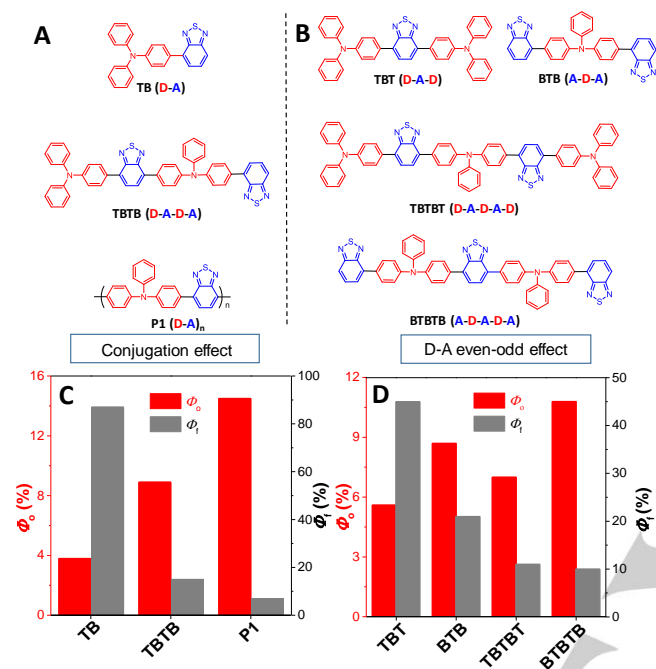 A
B
N S N
N
TB (D-A)
N S N
N
N
TBT (D-A-D)
N S N
N
N S N
BTB (A-D-A)
N S N
N
N
N S N
TBTB (D-A-D-A)
N S N
N
N
N
N S N
TBTBT (D-A-D-A-D)
N S N
N
n
P1 (D-A)n
N S N
N
N S N
N
N S N
BTBTB (A-D-A-D-A)
Conjugation effect
D-A even-odd effect
C
Φo
Φf
16
12
8
4
0
Φo (%)
100
80
60
40
20
0
Φf (%)
TB
TBTB
P1
D
Φo
Φf
12
9
6
3
0
Φo (%)
50
40
30
20
10
0
Φf (%)
TBT
BTB
TBTBT
BTBTB